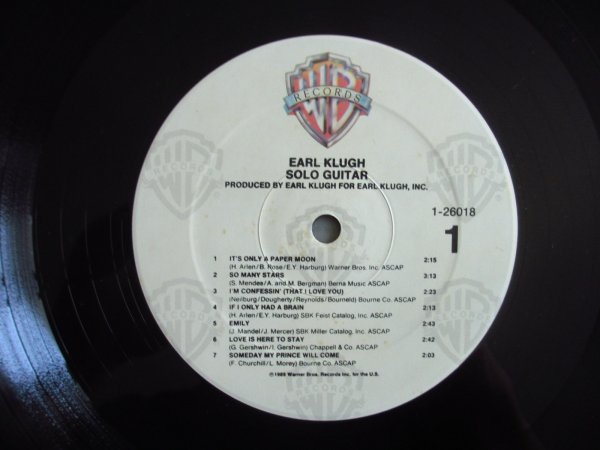 WB
RECORDS
EARL KLUGH
SOLO GUITAR
PRODUCED BY EARL KLUGH FOR EARL KLUGH, INC.
1-26018
1
1 IT'S ONLY A PAPER MOON 2:15
(H. Arlen/B. Rose/E.Y. Harburg) Warner Bros. Inc. ASCAP
2 SO MANY STARS 3:13
(S. Mendes/A. and M. Bergman) Berna Music ASCAP
3 I'M CONFESSIN' (THAT I LOVE YOU) 2:23
(Neiburg/Dougherty/Reynolds/Bourneld) Bourne Co. ASCAP
4 IF I ONLY HAD A BRAIN 2:13
(H. Arlen/E.Y. Harburg) SBK Feist Catalog, Inc. ASCAP
5 EMILY 2:43
(J. Mandel/J. Mercer) SBK Miller Catalog, Inc. ASCAP
6 LOVE IS HERE TO STAY 2:42
(G. Gershwin/I. Gershwin) Chappell & Co. ASCAP
7 SOMEDAY MY PRINCE WILL COME 2:03
(F. Churchill/L. Morey) Bourne Co. ASCAP
℗1989 Warner Bros. Records Inc. for the U.S.